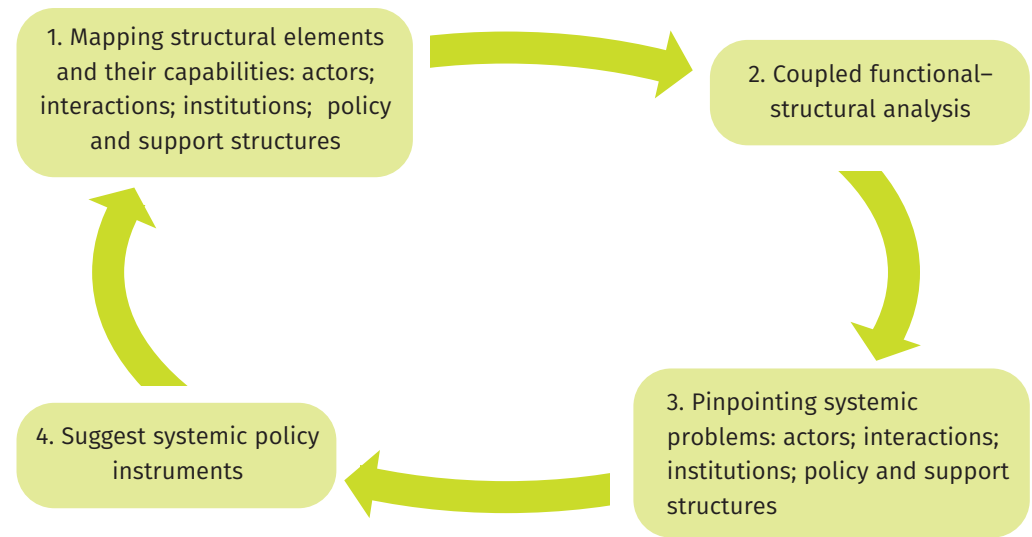 1. Mapping structural elements
and their capabilities: actors;
interactions; institutions; policy
and support structures
2. Coupled functional–
structural analysis
3. Pinpointing systemic
problems: actors; interactions;
institutions; policy and support
structures
4. Suggest systemic policy
instruments